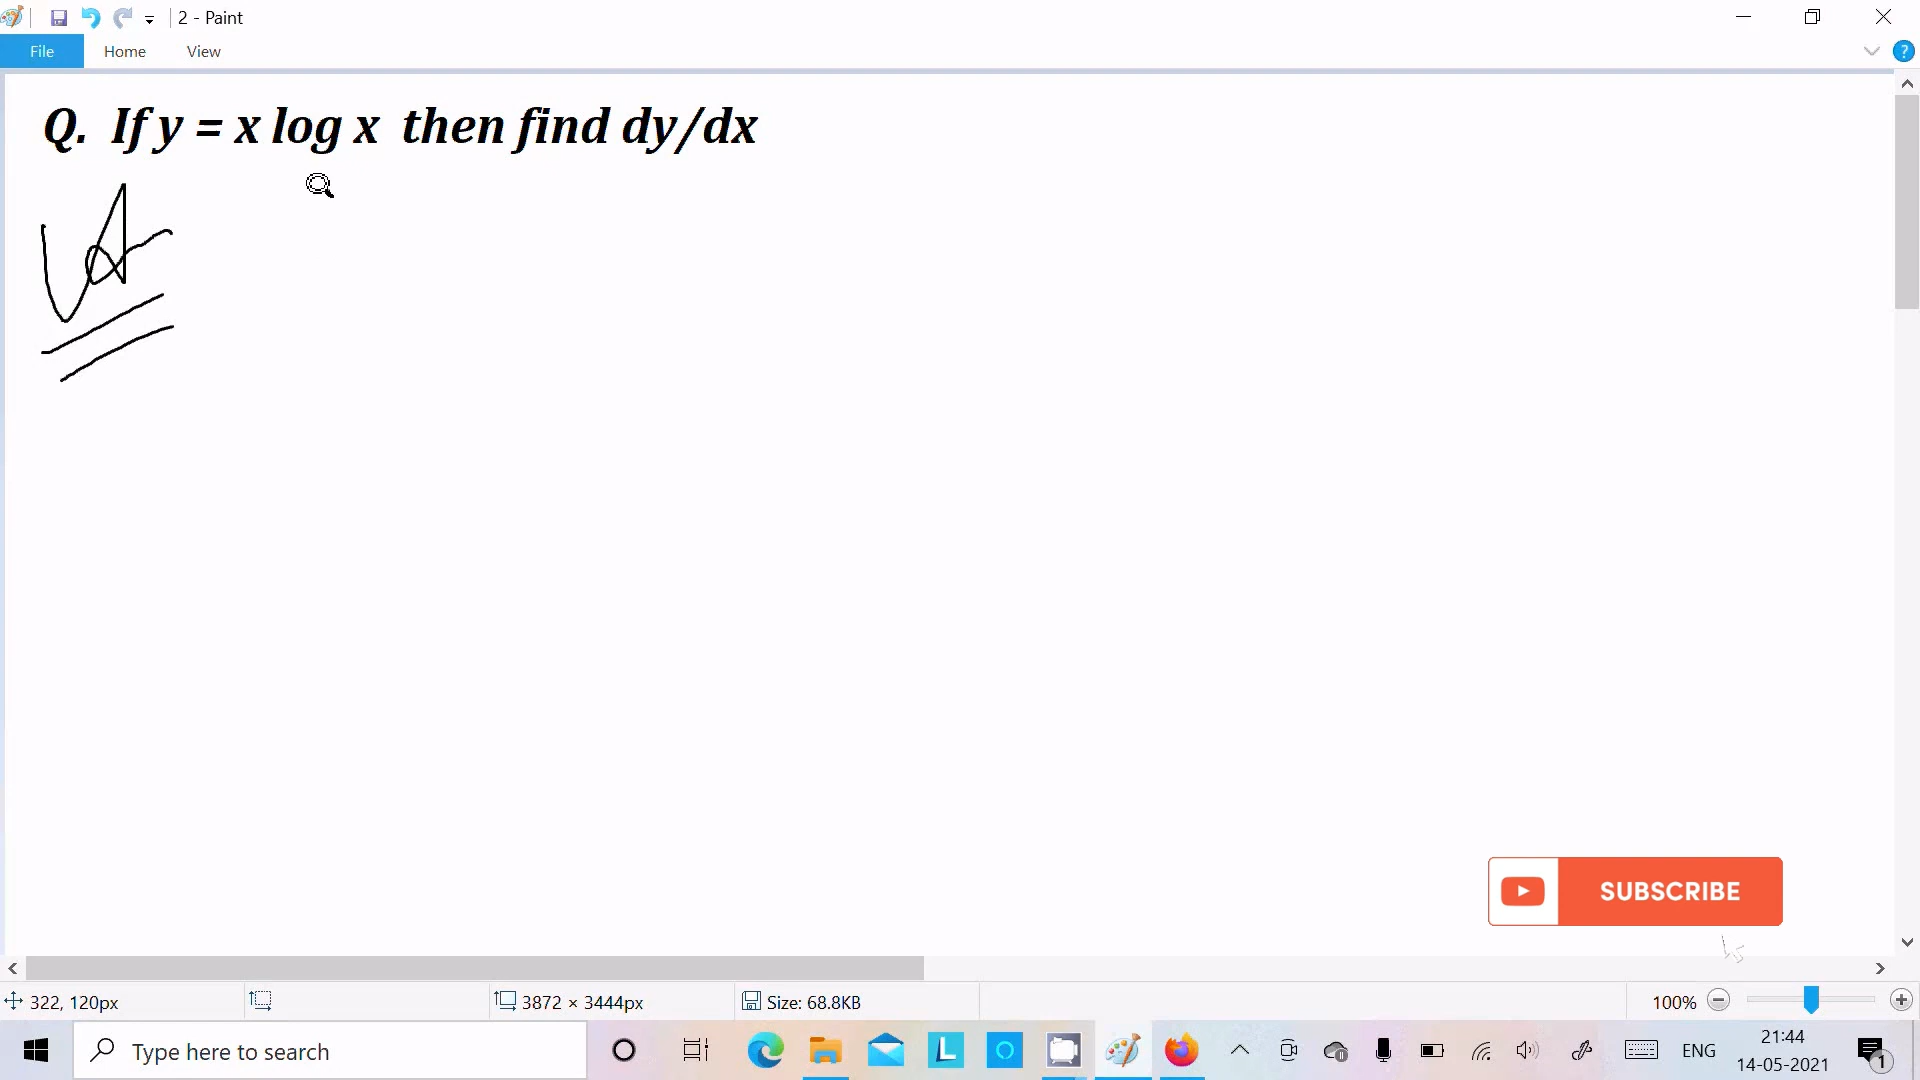 2 - Paint
File Home View
Q. If y = x log x then find dy/dx
SUBSCRIBE
322, 120px 3872 × 3444px Size: 68.8KB 100%
Type here to search
L
ENG
21:44
14-05-2021
1